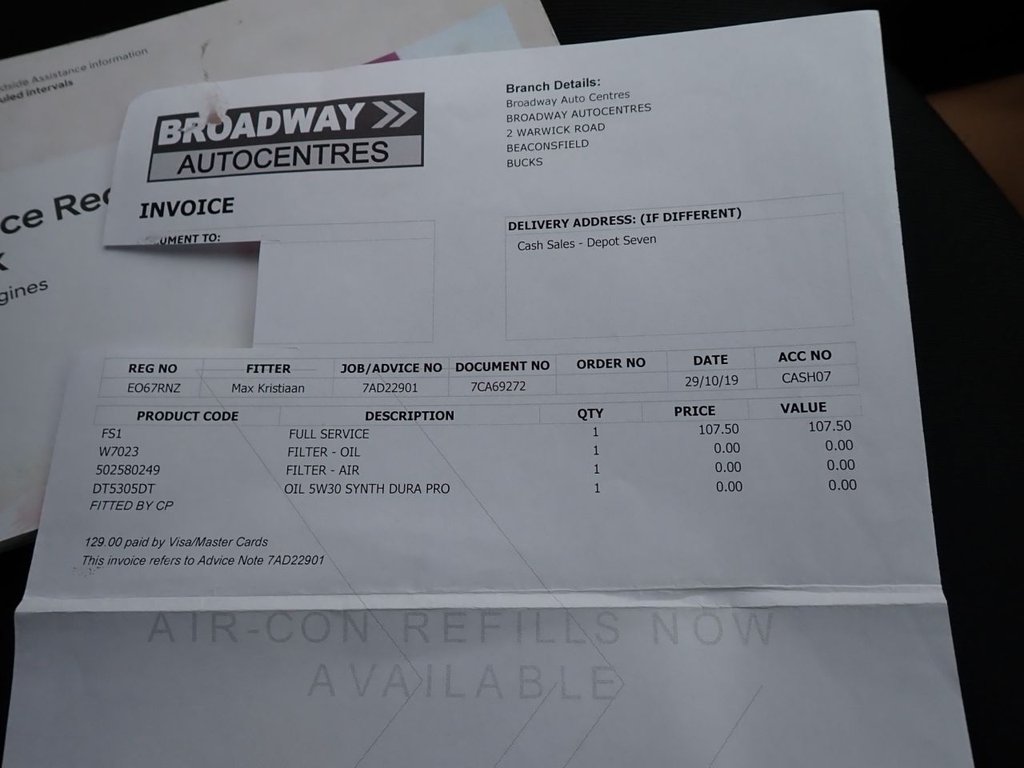 Assistance information
intervals
BROADWAY
AUTOCENTRES
Branch Details:
Broadway Auto Centres
BROADWAY AUTOCENTRES
2 WARWICK ROAD
BEACONSFIELD
BUCKS
INVOICE
TO:
DELIVERY ADDRESS: (IF DIFFERENT)
Cash Sales - Depot Seven
REG NO FITTER JOB/ADVICE NO DOCUMENT NO ORDER NO DATE ACC NO
EO67RNZ Max Kristiaan 7AD22901 7CA69272 29/10/19 CASH07
PRODUCT CODE DESCRIPTION QTY PRICE VALUE
FS1 FULL SERVICE 1 107.50 107.50
W7023 FILTER - OIL 1 0.00 0.00
502580249 FILTER - AIR 1 0.00 0.00
DT5305DT OIL 5W30 SYNTH DURA PRO 1 0.00 0.00
FITTED BY CP
129.00 paid by Visa/Master Cards
This invoice refers to Advice Note 7AD22901
AIR-CON REFILLS NOW
AVAILABLE